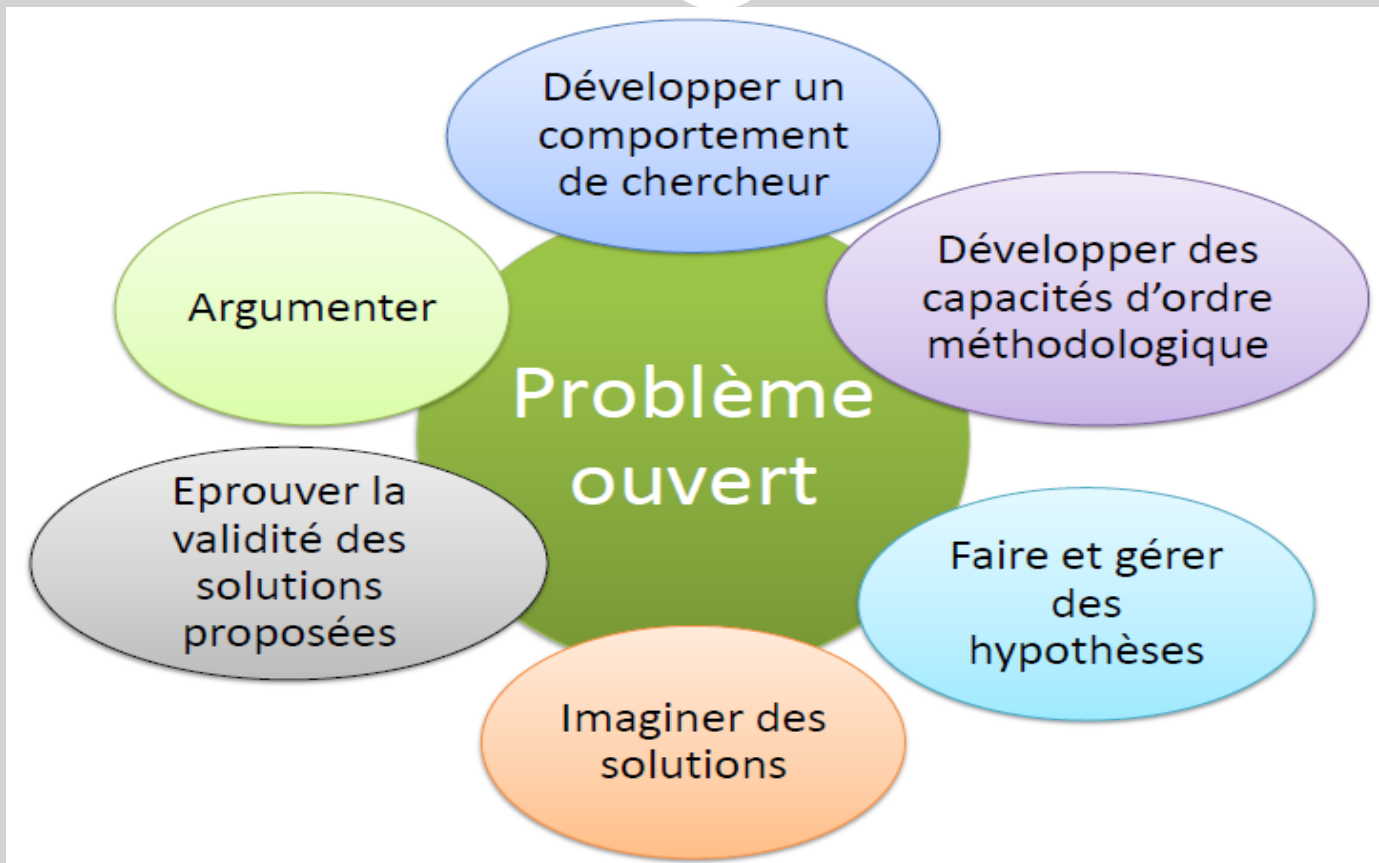 Développer un
comportement
de chercheur
Développer des
capacités d'ordre
méthodologique
Faire et gérer
des
hypothèses
Imaginer des
solutions
Eprouver la
validité des
solutions
proposées
Argumenter
Problème
ouvert